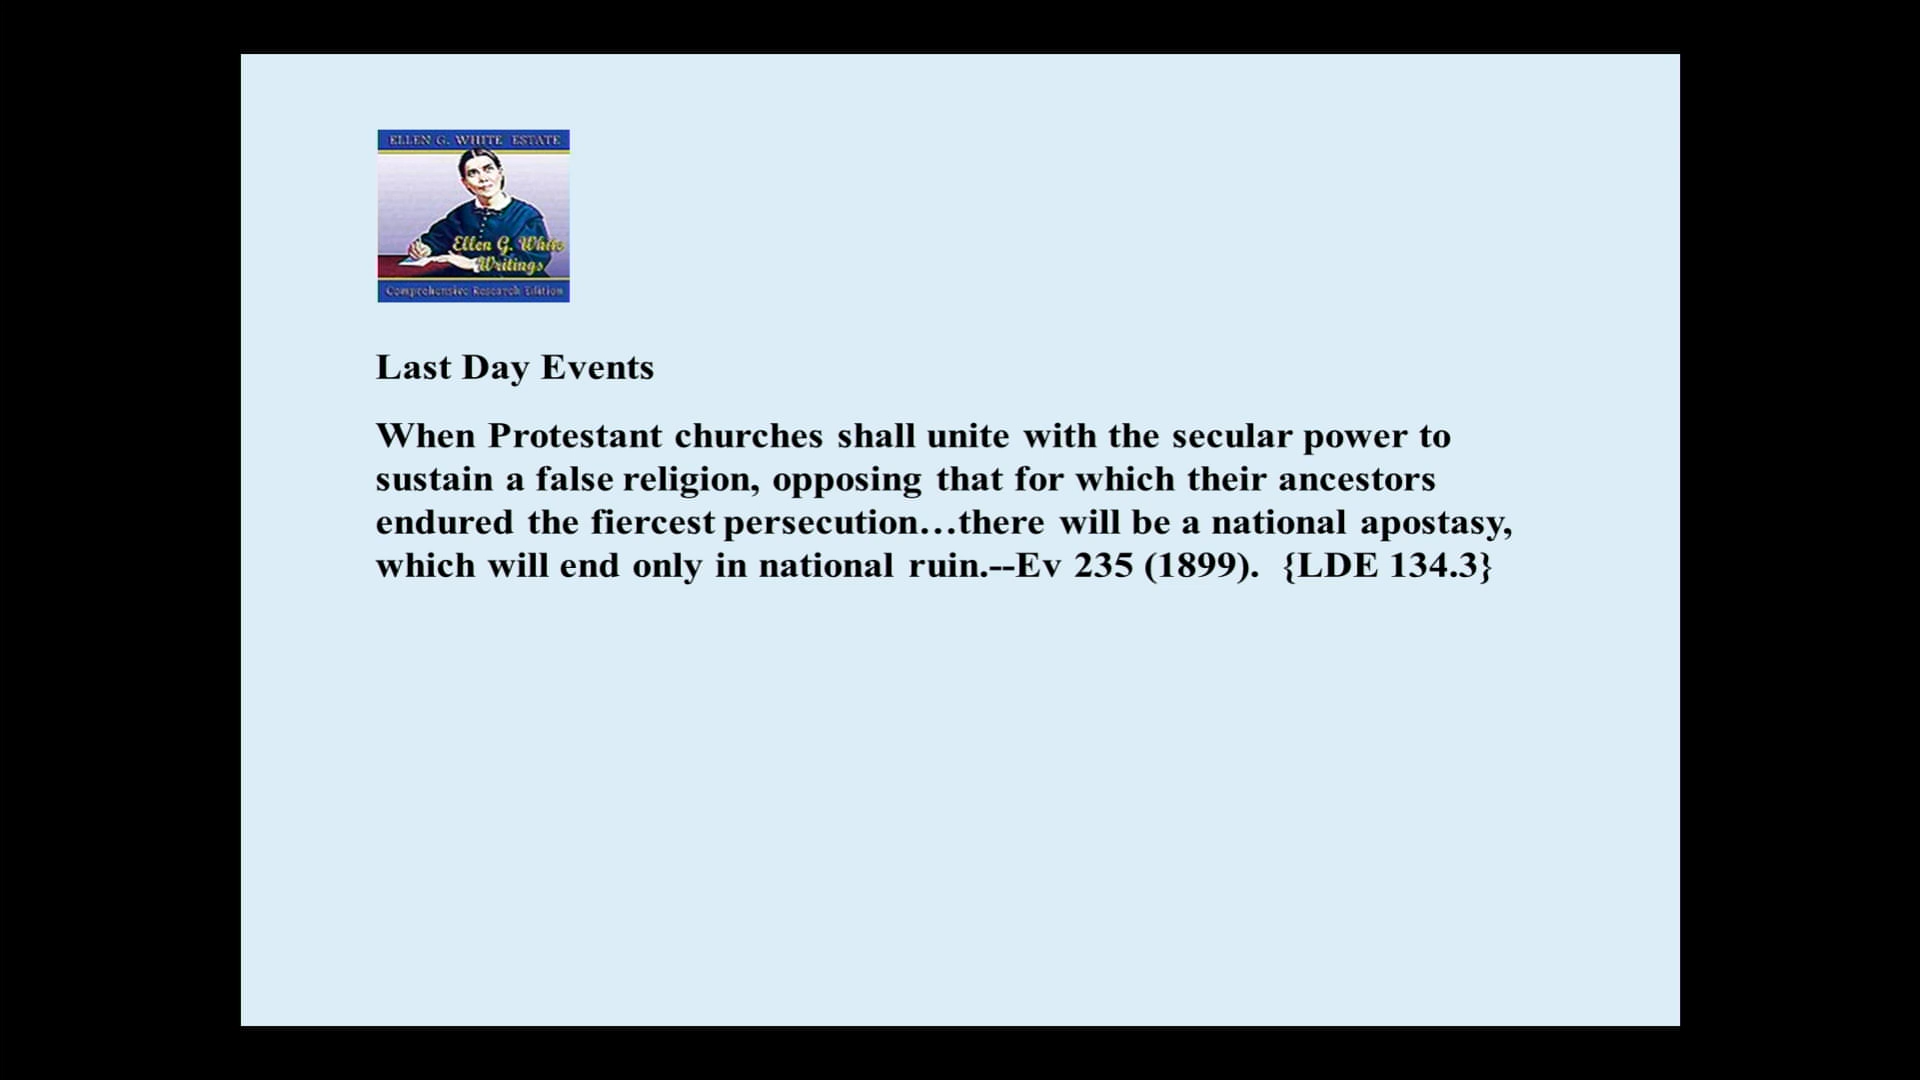 ELLEN G. WHITE ESTATE
Ellen G. White
Writings
Comprehensive Research Edition
Last Day Events
When Protestant churches shall unite with the secular power to
sustain a false religion, opposing that for which their ancestors
endured the fiercest persecution…there will be a national apostasy,
which will end only in national ruin.--Ev 235 (1899). {LDE 134.3}